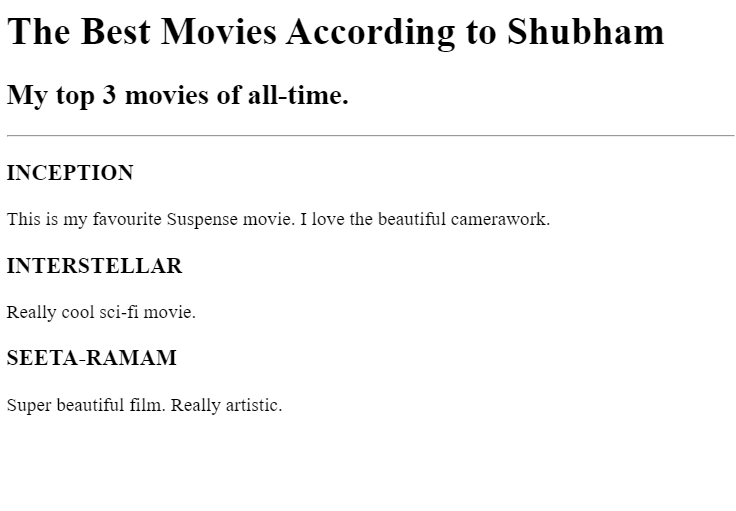 The Best Movies According to Shubham
My top 3 movies of all-time.
INCEPTION
This is my favourite Suspense movie. I love the beautiful camerawork.
INTERSTELLAR
Really cool sci-fi movie.
SEETA-RAMAM
Super beautiful film. Really artistic.